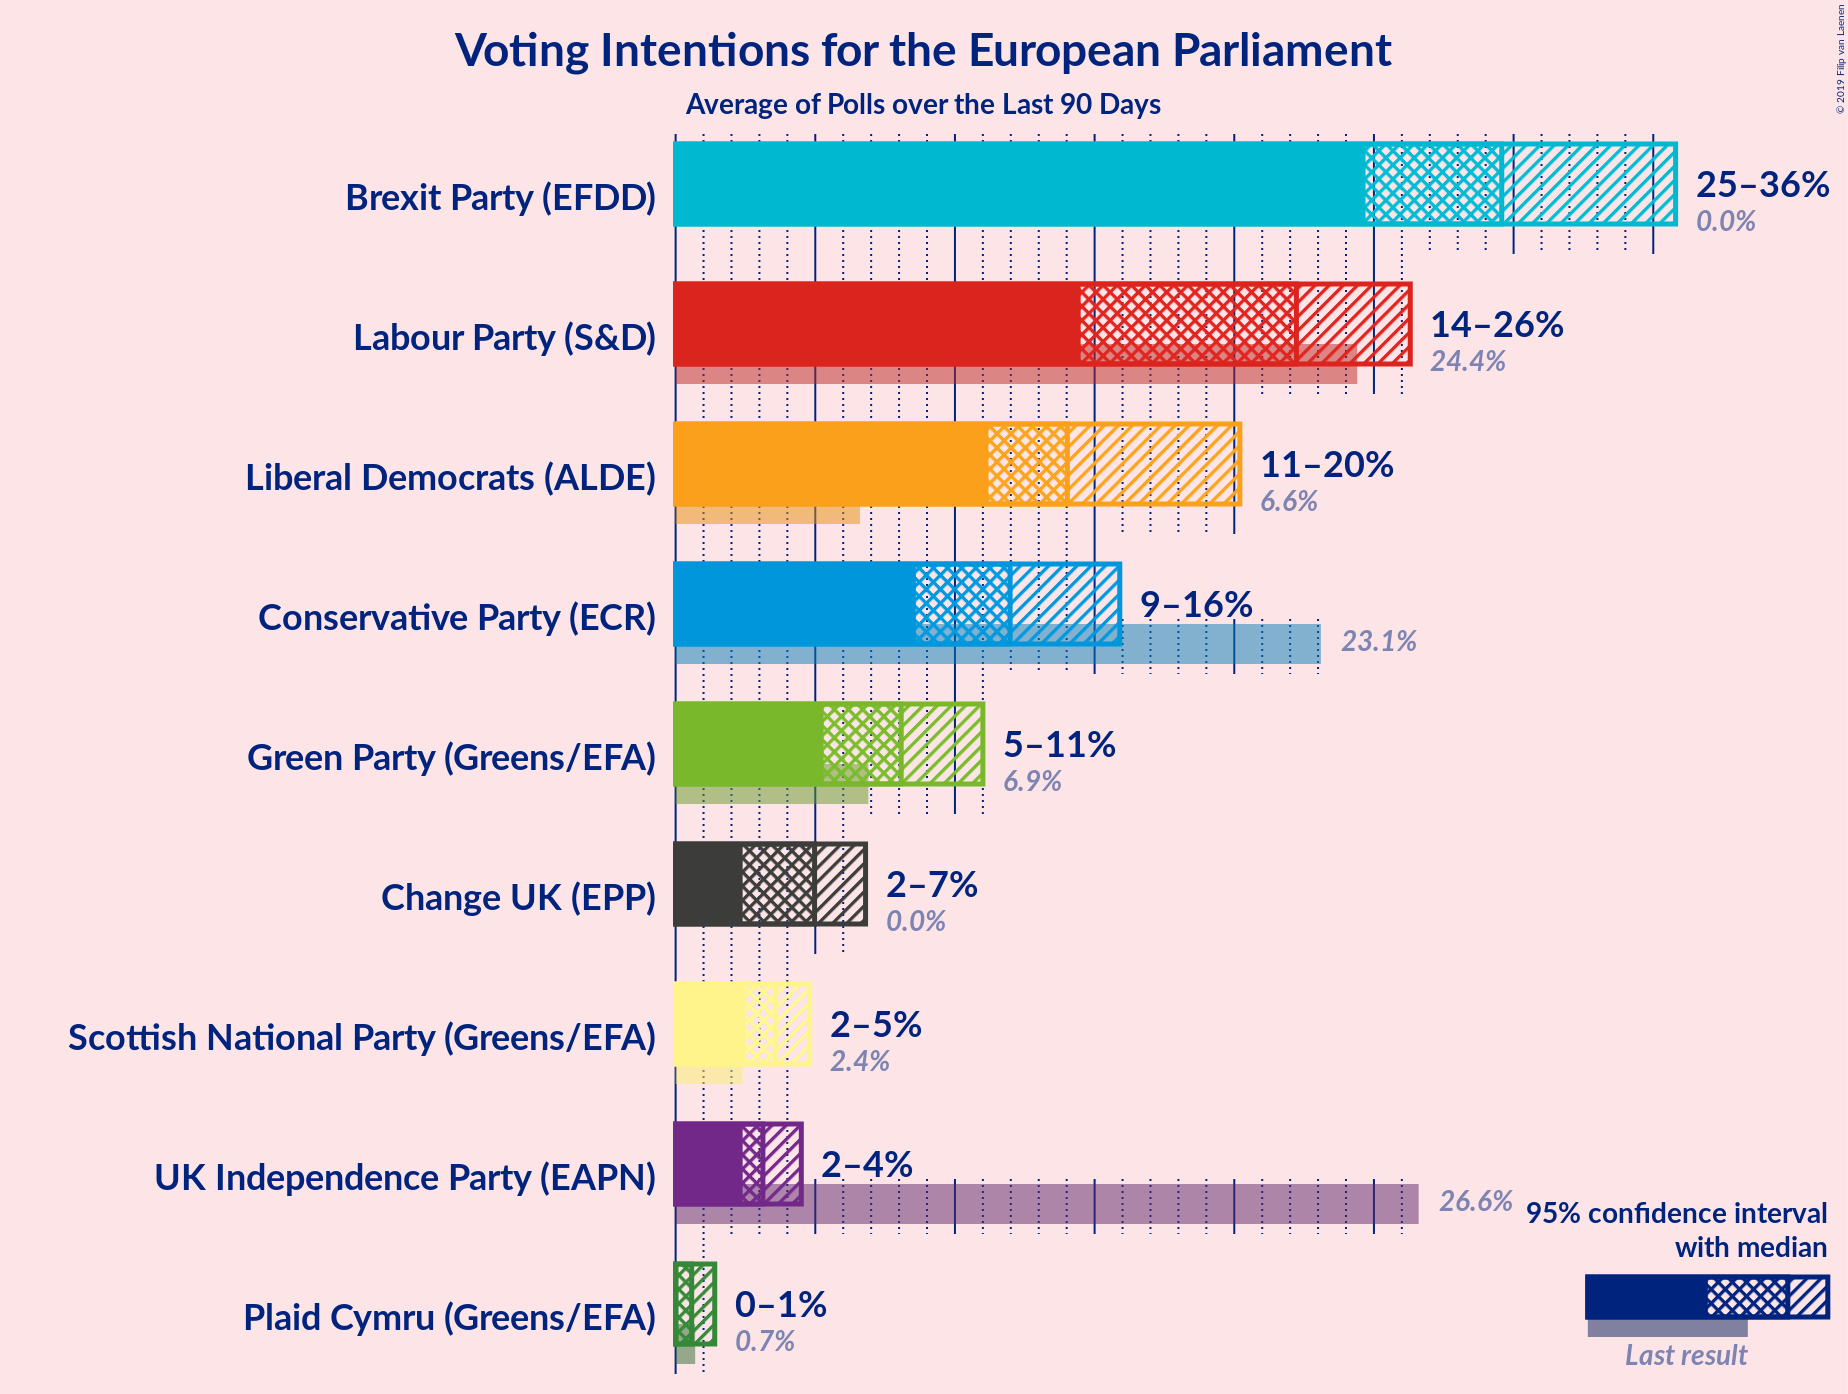 Voting Intentions for the European Parliament
Average of Polls over the Last 90 Days
© 2019 Filip van Laenen
Brexit Party (EFDD)
25–36%
0.0%
Labour Party (S&D)
14–26%
24.4%
Liberal Democrats (ALDE)
11–20%
6.6%
Conservative Party (ECR)
9–16%
23.1%
Green Party (Greens/EFA)
5–11%
6.9%
Change UK (EPP)
2–7%
0.0%
Scottish National Party (Greens/EFA)
2–5%
2.4%
UK Independence Party (EAPN)
2–4%
26.6%
Plaid Cymru (Greens/EFA)
0–1%
0.7%
95% confidence interval
with median
Last result